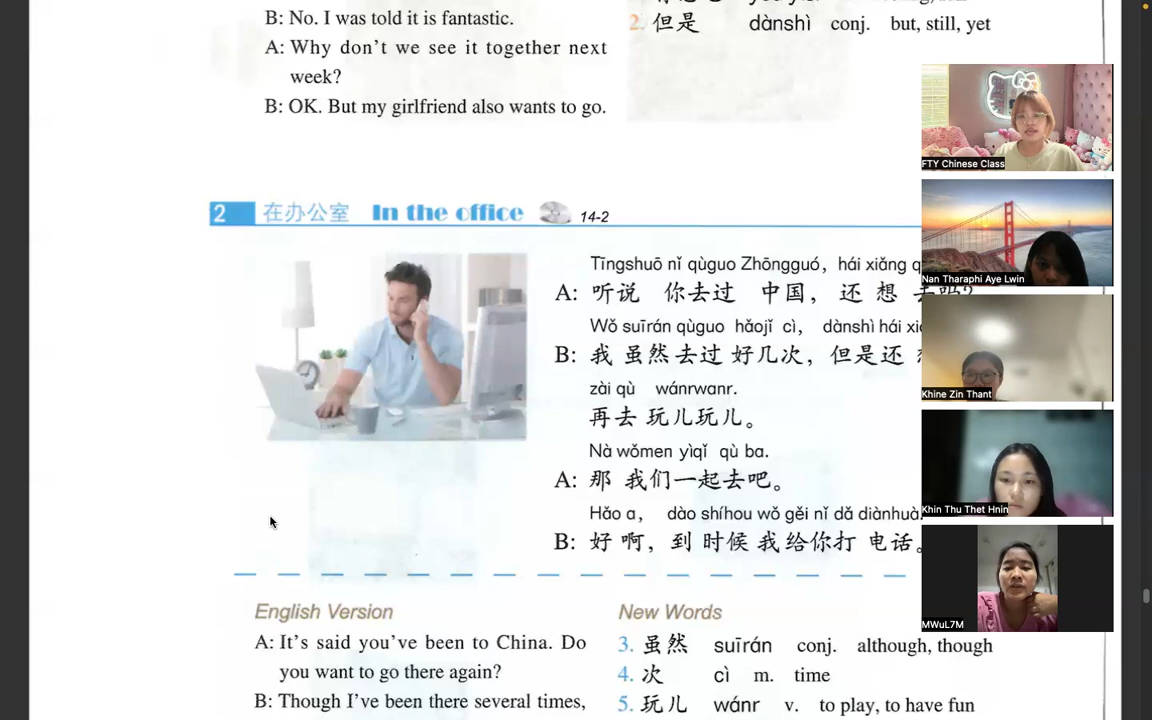 B: No. I was told it is fantastic.
A: Why don't we see it together next
week?
B: OK. But my girlfriend also wants to go.
2. 但是 dànshì conj. but, still, yet
2 在办公室 In the office 14-2
Tīngshuō nǐ qùguo Zhōngguó, hái xiǎng q
A: 听说 你去过 中国, 还 想 去吗?
Wǒ suīrán qùguo hǎojǐ cì, dànshì hái xi
B: 我 虽然 去过 好几次, 但是还
zài qù wánrwanr.
再去 玩儿玩儿。
Nà wǒmen yìqǐ qù ba.
A: 那 我们一起去吧。
Hǎo a, dào shíhou wǒ gěi nǐ dǎ diànhuà.
B: 好 啊, 到 时候 我 给你打 电话。
English Version
A: It's said you've been to China. Do
you want to go there again?
B: Though I've been there several times,
New Words
3. 虽然 suīrán conj. although, though
4. 次 cì m. time
5. 玩儿 wánr v. to play, to have fun
FTY Chinese Class
Nan Tharaphi Aye Lwin
Khine Zin Thant
Khin Thu Thet Hnin
MWuL7M